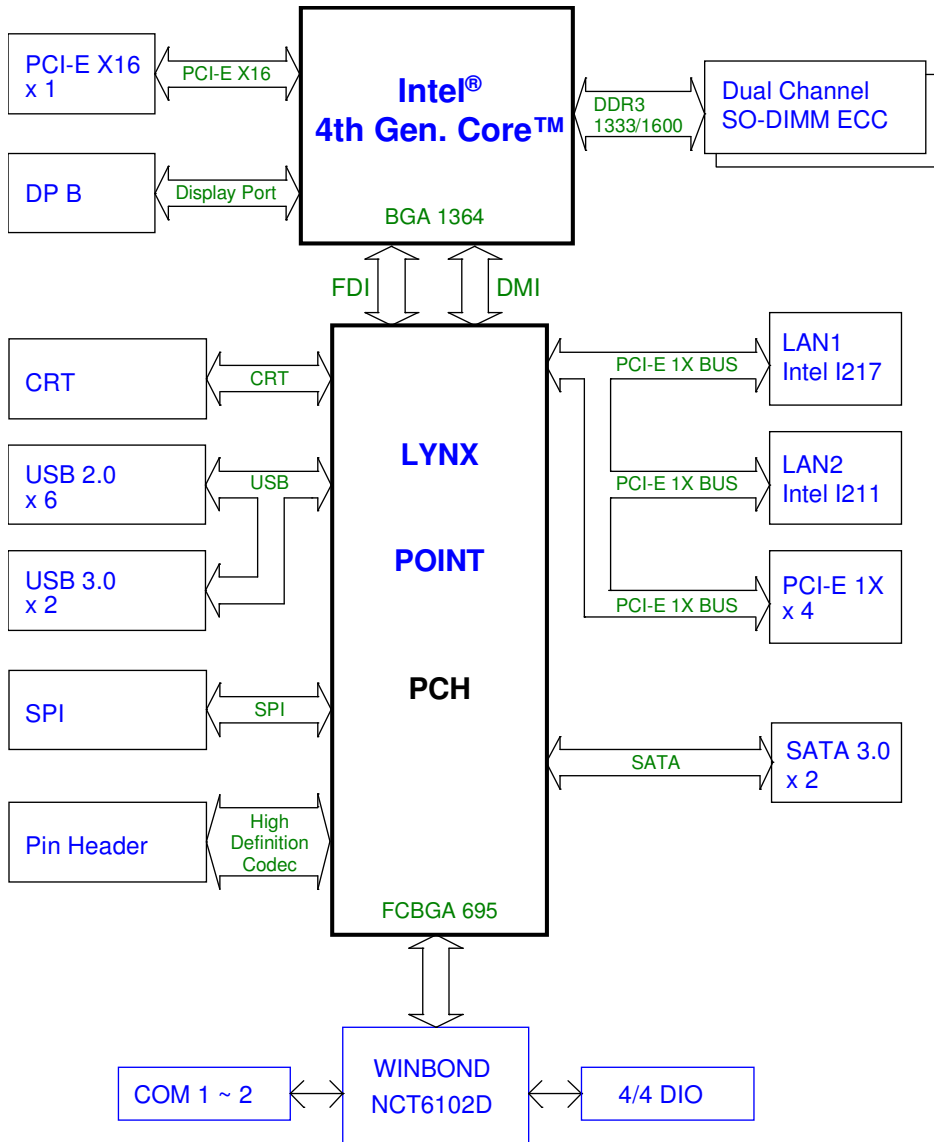 PCI-E X16
x 1
PCI-E X16
Intel®
4th Gen. Core™
BGA 1364
DDR3
1333/1600
Dual Channel
SO-DIMM ECC
DP B
Display Port
FDI
DMI
CRT
CRT
USB 2.0
x 6
USB
USB 3.0
x 2
SPI
SPI
Pin Header
High
Definition
Codec
LYNX
POINT
PCH
FCBGA 695
PCI-E 1X BUS
LAN1
Intel I217
PCI-E 1X BUS
LAN2
Intel I211
PCI-E 1X BUS
PCI-E 1X
x 4
SATA
SATA 3.0
x 2
COM 1 ~ 2
WINBOND
NCT6102D
4/4 DIO